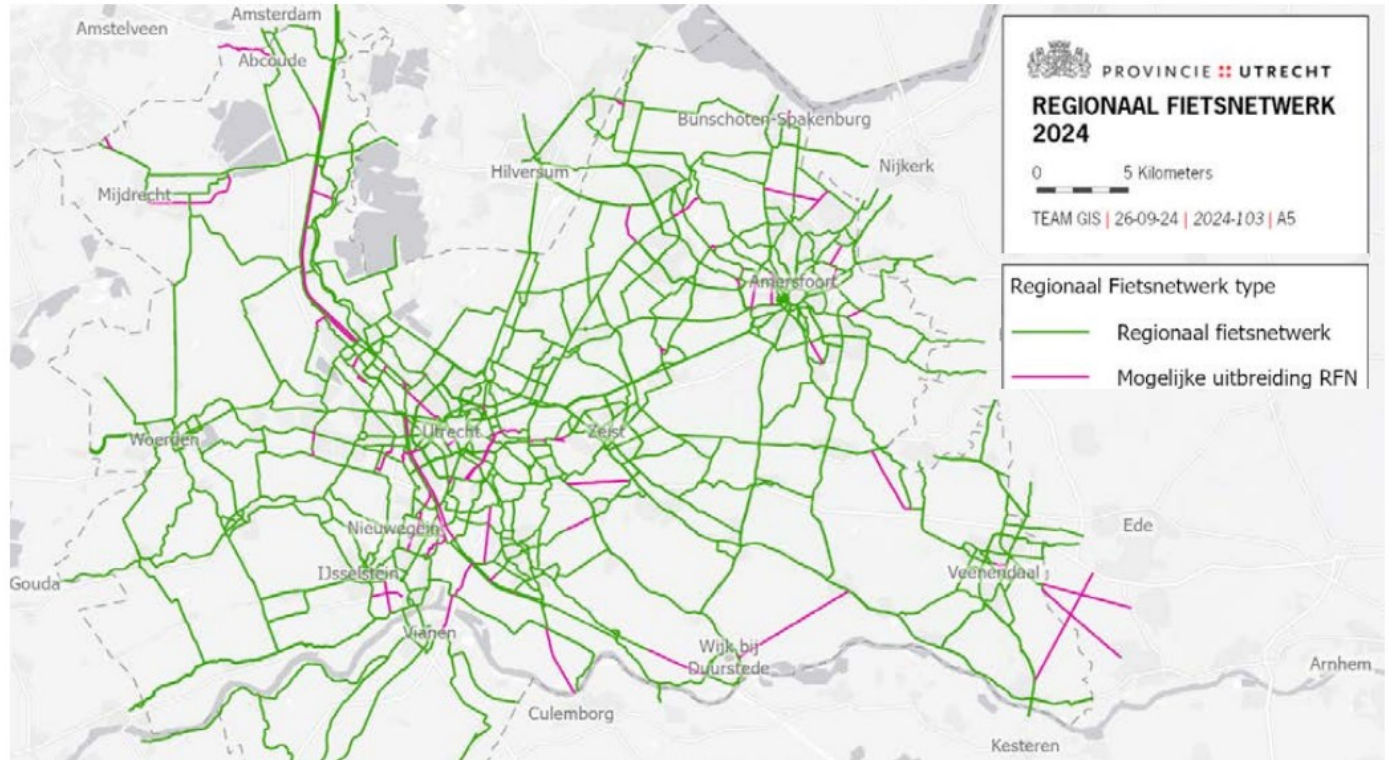 Amsterdam
Amstelveen
Abcoude
Bunschoten-Spakenburg
Nijkerk
Hilversum
Mijdrecht
Amersfoort
Woerden
Utrecht
Zeist
Nieuwegein
Ede
Gouda
IJsselstein
Veenendaal
Vianen
Wijk bij
Duurstede
Arnhem
Culemborg
Kesteren
PROVINCIE UTRECHT
REGIONAAL FIETSNETWERK
2024
0 5 Kilometers
TEAM GIS | 26-09-24 | 2024-103 | A5
Regionaal Fietsnetwerk type
Regionaal fietsnetwerk
Mogelijke uitbreiding RFN